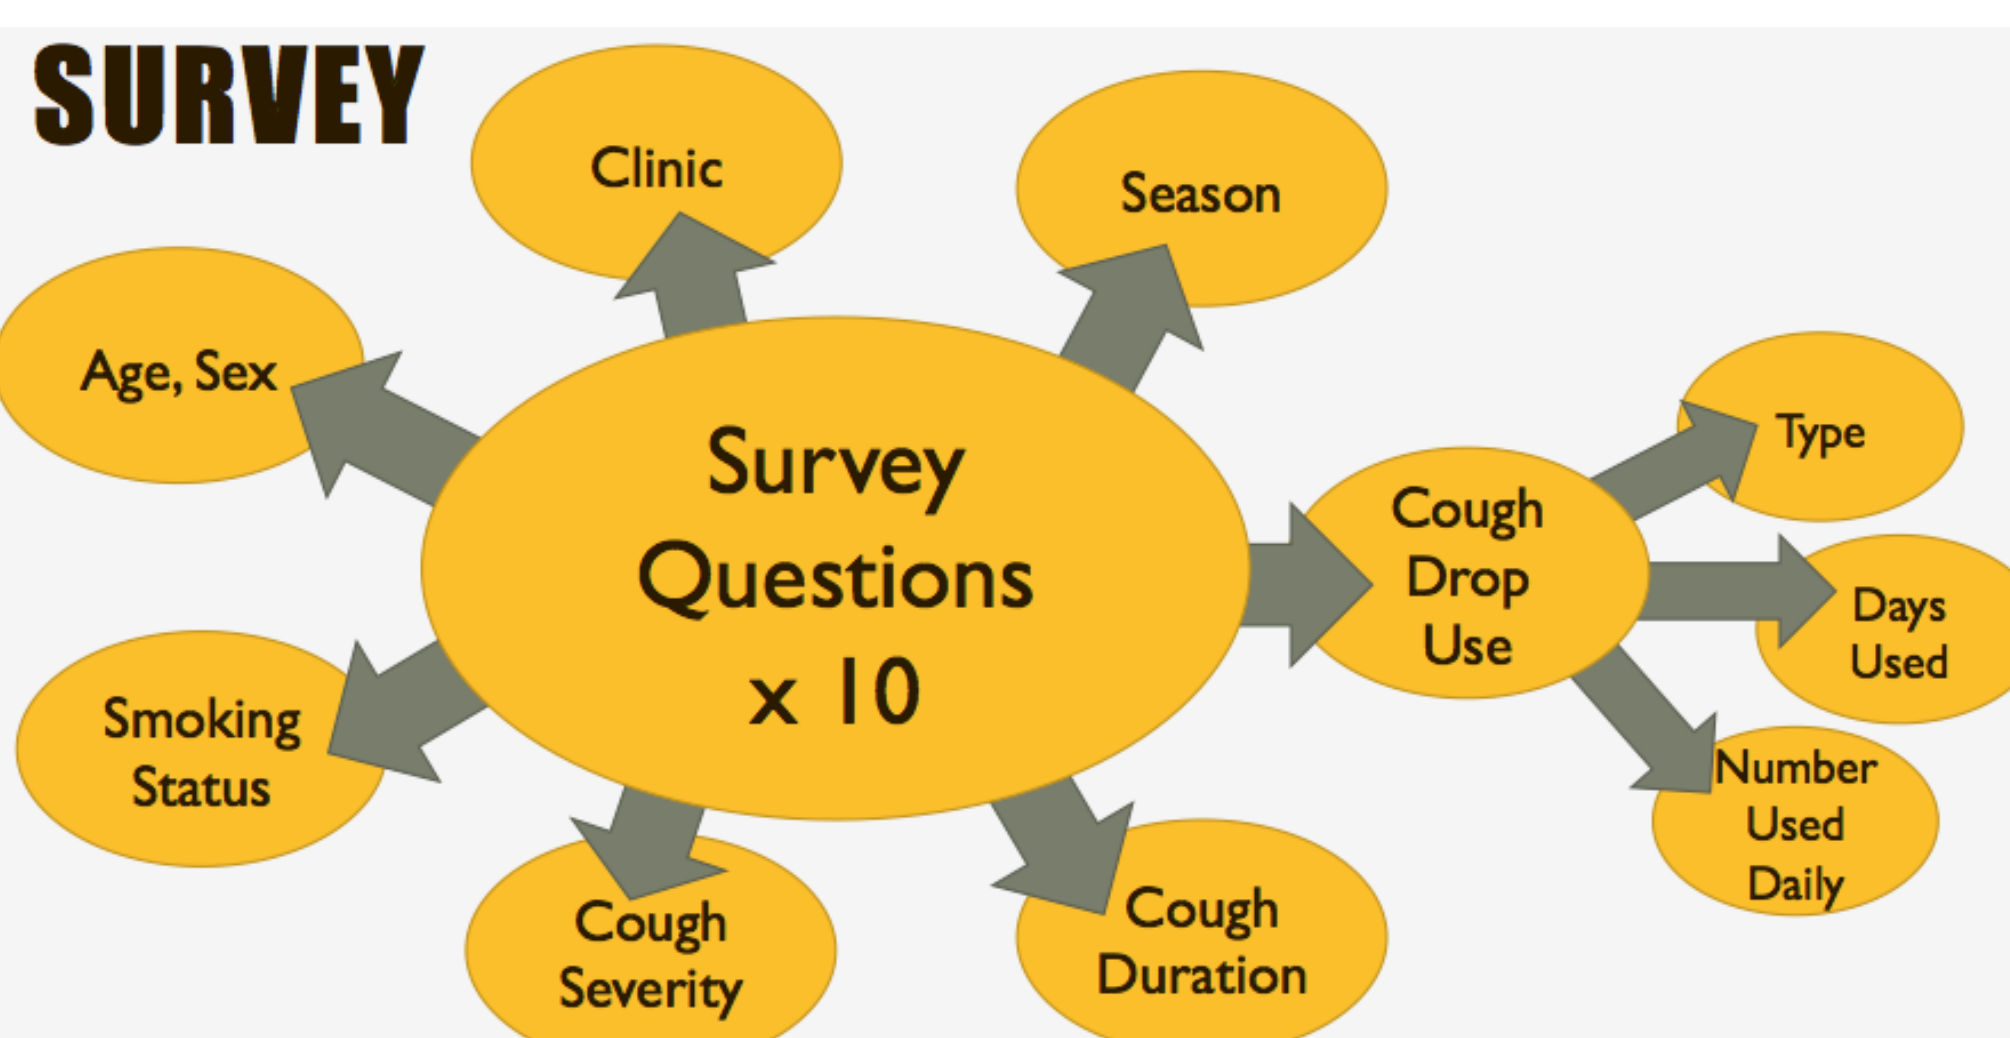 SURVEY
Clinic
Season
Age, Sex
Survey
Questions
x 10
Type
Cough
Drop
Use
Days
Used
Smoking
Status
Number
Used
Daily
Cough
Severity
Cough
Duration